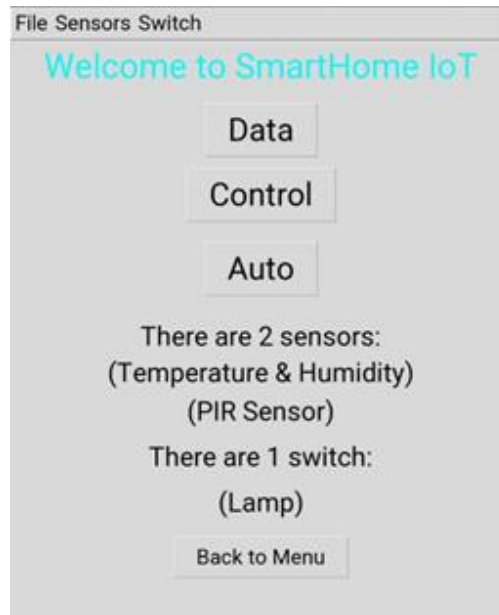 File Sensors Switch
Welcome to SmartHome IoT
Data
Control
Auto
There are 2 sensors:
(Temperature & Humidity)
(PIR Sensor)
There are 1 switch:
(Lamp)
Back to Menu